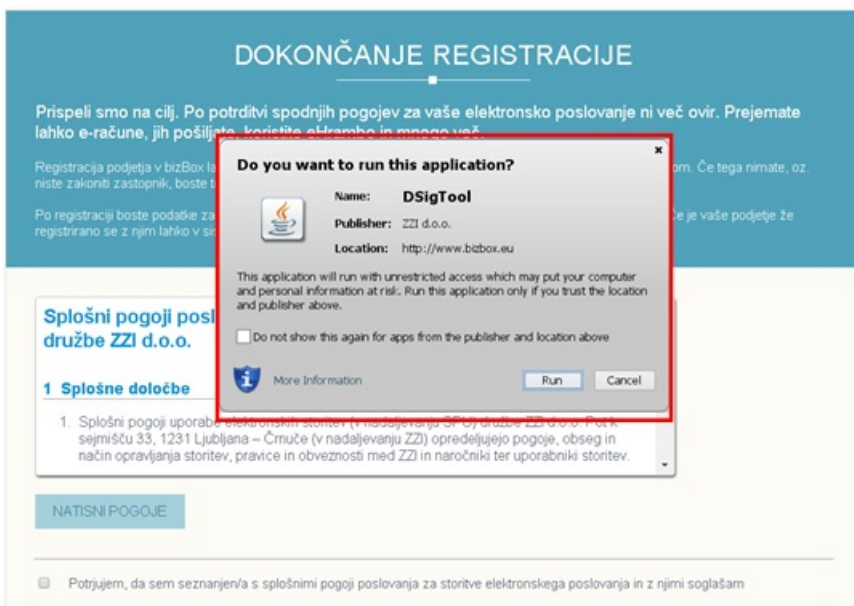 DOKONČANJE REGISTRACIJE
Prispeli smo na cilj. Po potrditvi spodnjih pogojev za vaše elektronsko poslovanje ni več ovir. Prejemate
lahko e-račune, jih pošiljate, koristite eHrambo in mnogo več.
Registracija podjetja v bizBox
om. Če tega nimate, oz.
niste zakoniti zastopnik, boste
Po registraciji boste podatke za
Če je vaše podjetje že
registrirano se z njim lahko v
Do you want to run this application?
Name: DSigTool
Publisher: ZZI d.o.o.
Location: http://www.bizbox.eu
This application will run with unrestricted access which may put your computer
and personal information at risk. Run this application only if you trust the location
and publisher above.
Do not show this again for apps from the publisher and location above
More Information
Run
Cancel
Splošni pogoji posl
družbe ZZI d.o.o.
1 Splošne določbe
1. Splošni pogoji uporabe elektronskih storitev (v nadaljevanju SPU) družbe ZZI d.o.o. Pot k
sejmišču 33, 1231 Ljubljana – Črnuče (v nadaljevanju ZZI) opredeljujejo pogoje, obseg in
način opravljanja storitev, pravice in obveznosti med ZZI in naročniki ter uporabniki storitev.
NATISNI POGOJE
Potrjujem, da sem seznanjen/a s splošnimi pogoji poslovanja za storitve elektronskega poslovanja in z njimi soglašam